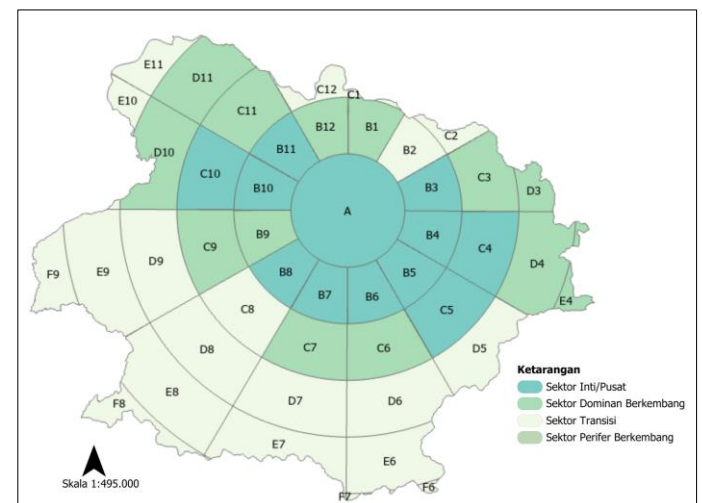 E11
D11
C12
C1
E10
C11
B12
B1
C2
B2
D10
B11
C10
B10
B3
C3
D3
A
B4
C4
C9
B9
D4
D9
E9
F9
B8
B5
E4
B7
B6
C8
C5
D5
D8
C7
C6
E8
D7
D6
F8
E7
E6
F6
F7
Ketarangan
Sektor Inti/Pusat
Sektor Dominan Berkembang
Sektor Transisi
Sektor Perifer Berkembang
Skala 1:495.000